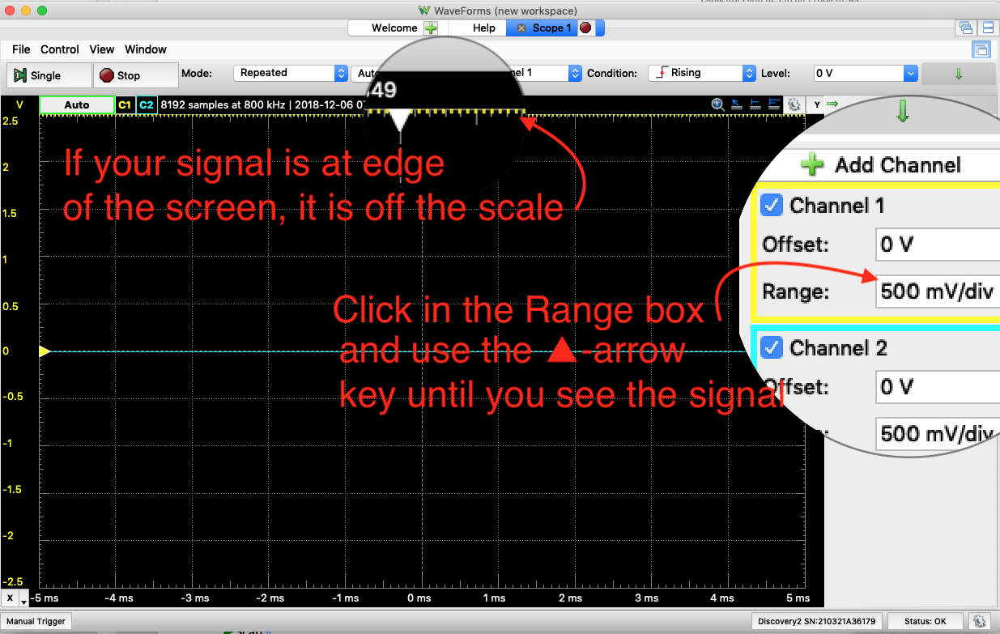 WaveForms (new workspace)
Welcome
Help
Scope 1
File Control View Window
Single
Stop
Mode:
Repeated
Auto
nel 1
Condition:
Rising
Level:
0 V
V
Auto
C1
C2
8192 samples at 800 kHz | 2018-12-06 0
49
Y
If your signal is at edge
of the screen, it is off the scale
Click in the Range box
and use the ▲-arrow
key until you see the signal
Add Channel
Channel 1
Offset:
0 V
Range:
500 mV/div
Channel 2
Offset:
0 V
500 mV/div
2.5
2
1.5
1
0.5
0
-0.5
-1
-1.5
-2
-2.5
X
-5 ms
-4 ms
-3 ms
-2 ms
-1 ms
0 ms
1 ms
2 ms
3 ms
4 ms
5 ms
Manual Trigger
Discovery2 SN:210321A36179
Status: OK